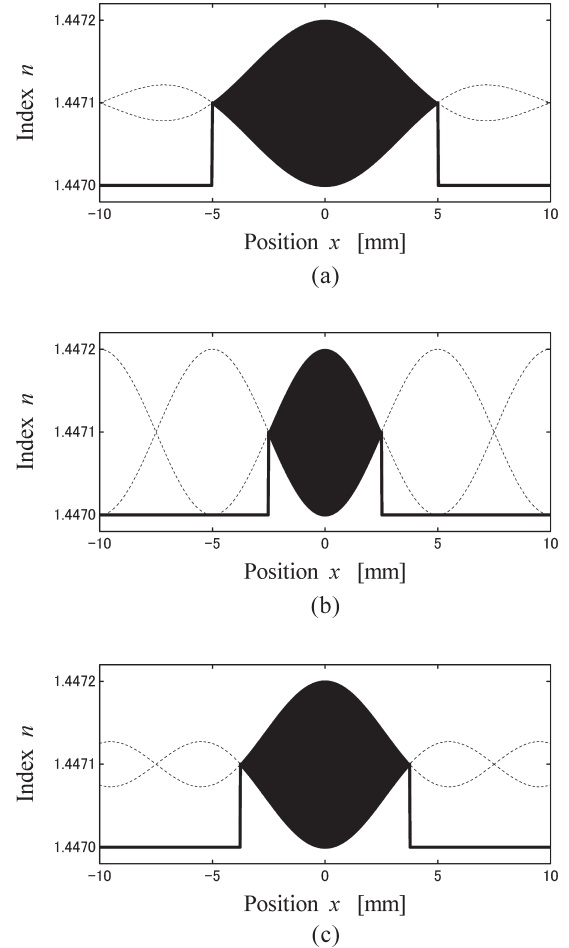 Index n
1.4472
1.4471
1.4470
-10 -5 0 5 10
Position x [mm]
(a)
Index n
1.4472
1.4471
1.4470
-10 -5 0 5 10
Position x [mm]
(b)
Index n
1.4472
1.4471
1.4470
-10 -5 0 5 10
Position x [mm]
(c)